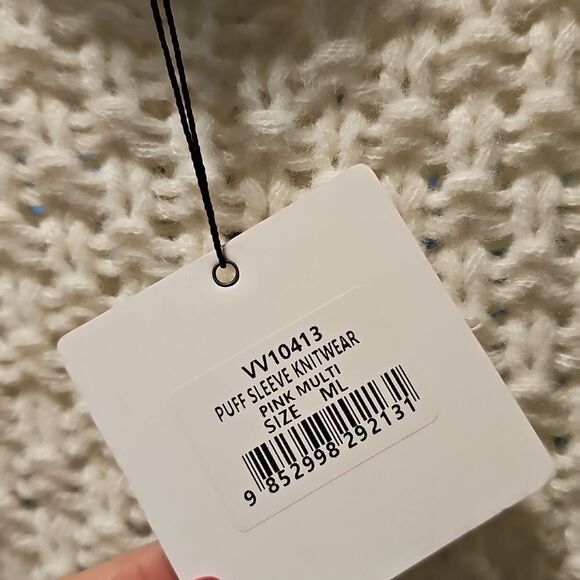 VV10413
PUFF SLEEVE KNITWEAR
PINK MULTI
SIZE ML
9 852998 292131